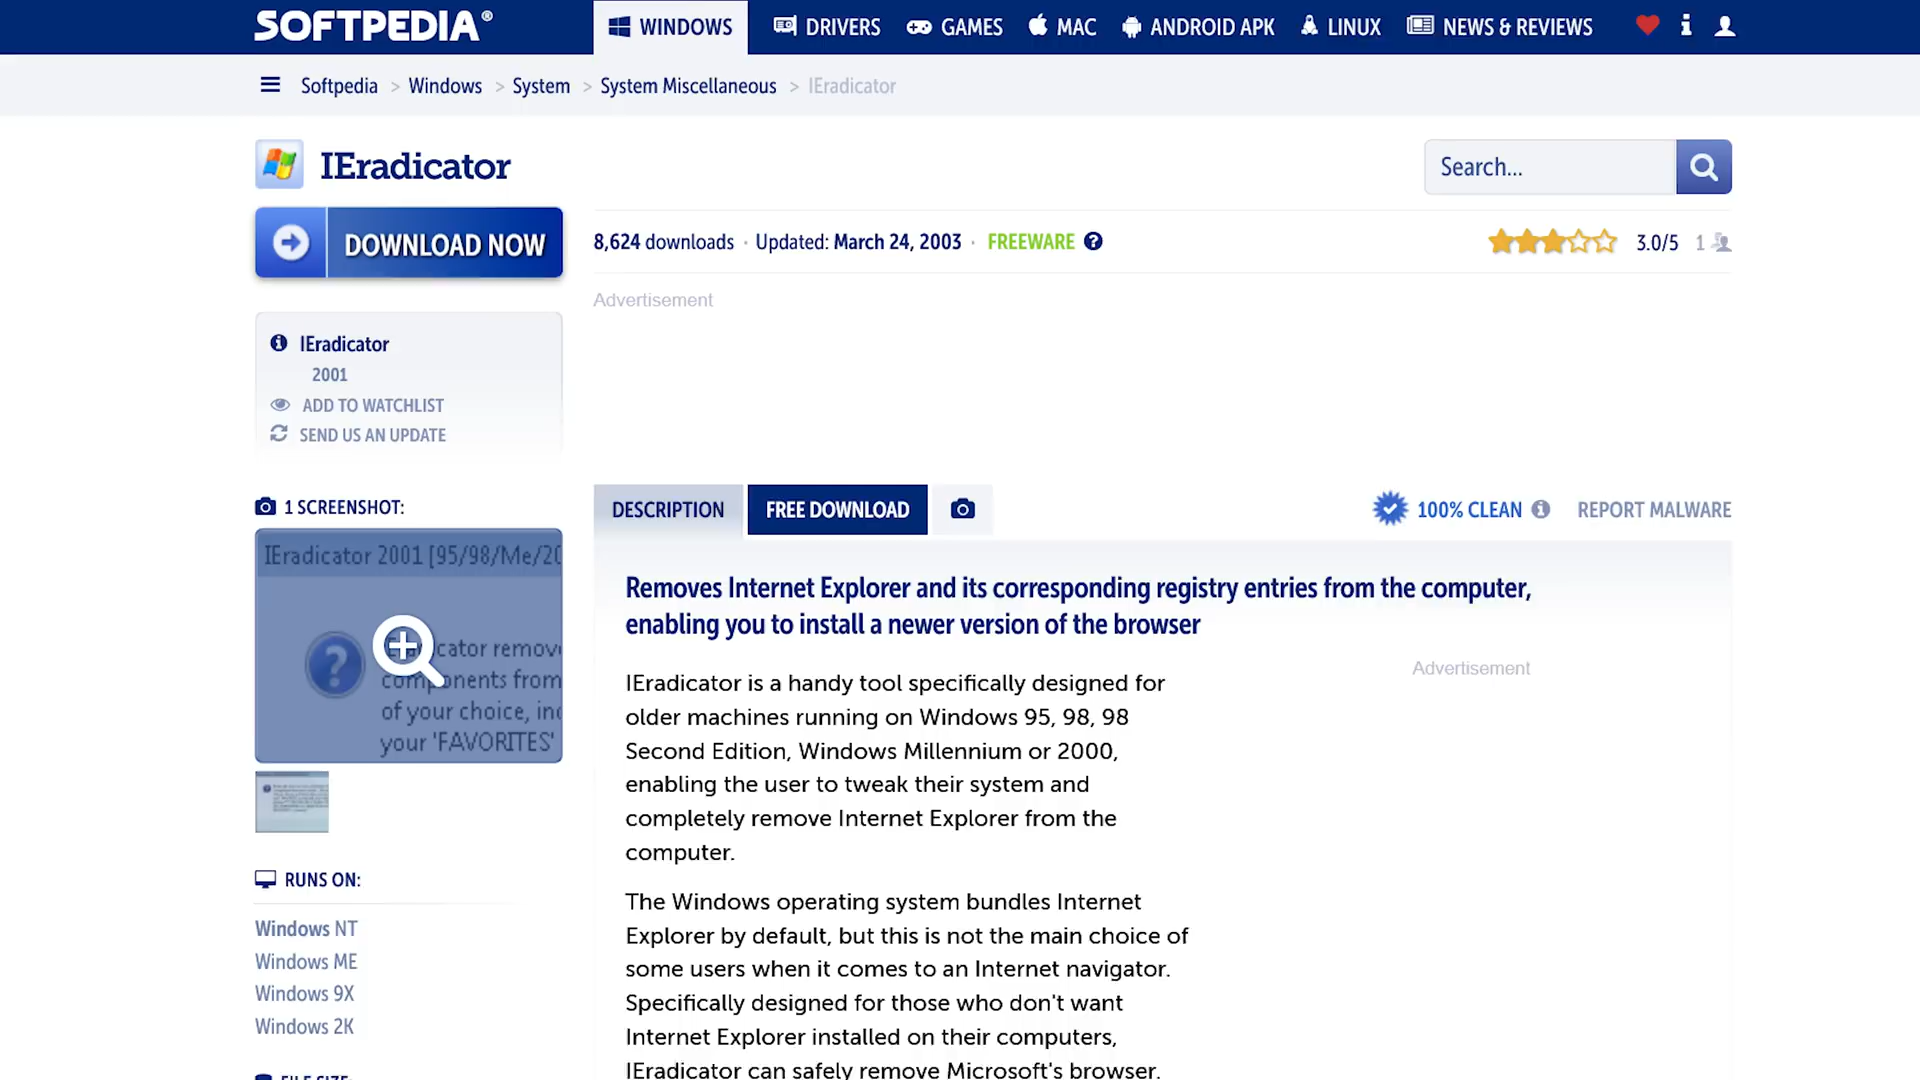 SOFTPEDIA®
WINDOWS
DRIVERS
GAMES
MAC
ANDROID APK
LINUX
NEWS & REVIEWS
Softpedia > Windows > System > System Miscellaneous > IEradicator
IEradicator
Search...
DOWNLOAD NOW
8,624 downloads · Updated: March 24, 2003 · FREEWARE
3.0/5 1
Advertisement
IEradicator
2001
ADD TO WATCHLIST
SEND US AN UPDATE
1 SCREENSHOT:
IEradicator 2001 [95/98/Me/20
cator remov
components from
of your choice, inc
your 'FAVORITES'
RUNS ON:
Windows NT
Windows ME
Windows 9X
Windows 2K
FILE SIZE:
DESCRIPTION
FREE DOWNLOAD
100% CLEAN
REPORT MALWARE
Removes Internet Explorer and its corresponding registry entries from the computer,
enabling you to install a newer version of the browser
Advertisement
IEradicator is a handy tool specifically designed for
older machines running on Windows 95, 98, 98
Second Edition, Windows Millennium or 2000,
enabling the user to tweak their system and
completely remove Internet Explorer from the
computer.
The Windows operating system bundles Internet
Explorer by default, but this is not the main choice of
some users when it comes to an Internet navigator.
Specifically designed for those who don't want
Internet Explorer installed on their computers,
IEradicator can safely remove Microsoft's browser.